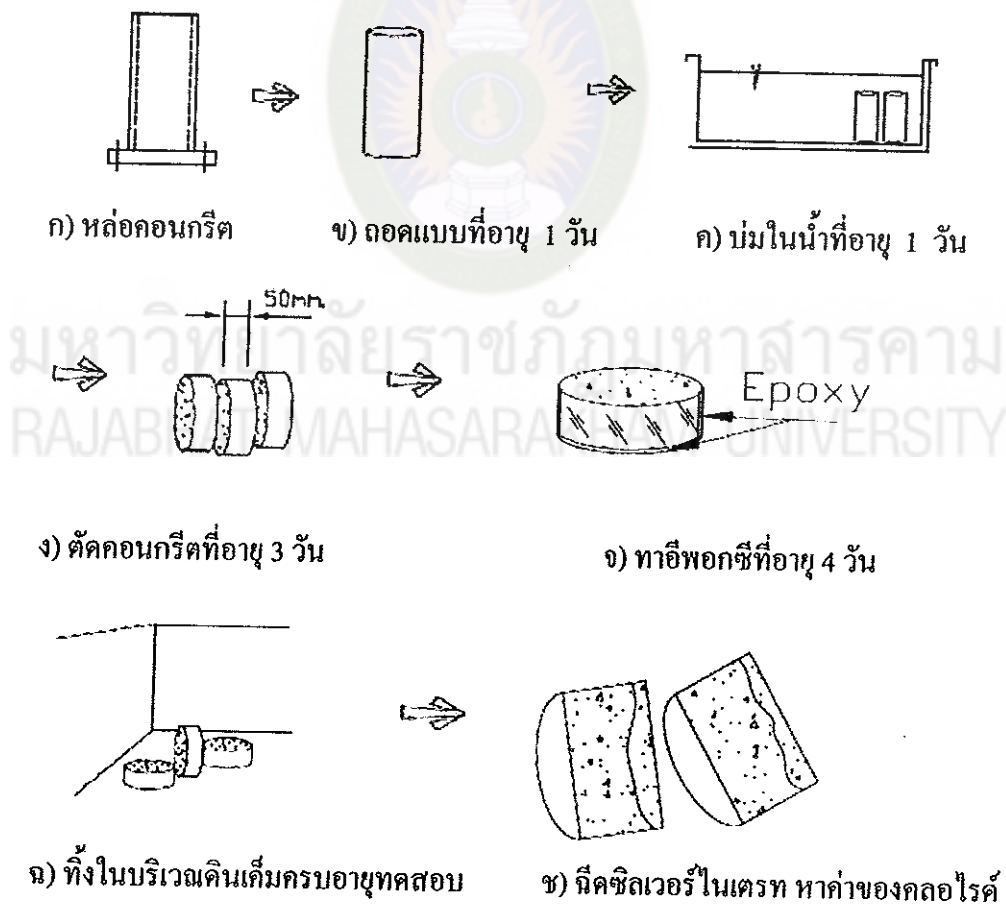 ก) หล่อคอนกรีต
ข) ถอดแบบที่อายุ 1 วัน
ค) บ่มในน้ำที่อายุ 1 วัน
50mm.
มหาวิทยาลัยราชภัฏมหาสารคาม
Epoxy
RAJABHAT MAHASARAKHAM UNIVERSITY
ง) ตัดคอนกรีตที่อายุ 3 วัน
จ) ทาอีพอกซีที่อายุ 4 วัน
ฉ) ทิ้งในบริเวณดินเค็มครบอายุทดสอบ
ช) ฉีดซิลเวอร์ไนเตรท หาค่าของคลอไรด์